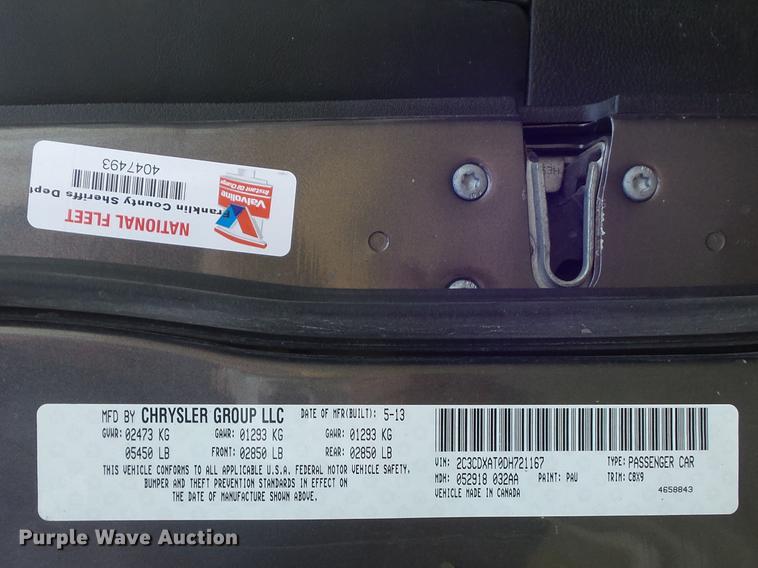 NATIONAL FLEET
Franklin County Sheriffs Dept
4047493
Valvoline
Instant Oil Change
MFD BY CHRYSLER GROUP LLC DATE OF MFR(BUILT): 5-13
GVWR: 02473 KG GAWR: 01293 KG GAWR: 01293 KG
05450 LB FRONT: 02850 LB REAR: 02850 LB
THIS VEHICLE CONFORMS TO ALL APPLICABLE U.S.A. FEDERAL MOTOR VEHICLE SAFETY,
BUMPER AND THEFT PREVENTION STANDARDS IN EFFECT ON
THE DATE OF MANUFACTURE SHOWN ABOVE.
VIN: 2C3CDXAT0DH721167 TYPE: PASSENGER CAR
MDH: 052918 032AA PAINT: PAU TRIM: CBX9
VEHICLE MADE IN CANADA 4658843
Purple Wave Auction